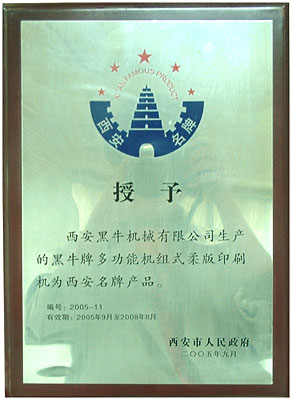 XI'AN FAMOUS PRODUCT
西安名牌
授予
西安黑牛机械有限公司生产
的黑牛牌多功能机组式柔版印刷
机为西安名牌产品。
编号：2005-11
有效期：2005年9月至2008年8月
西安市人民政府
二〇〇五年九月